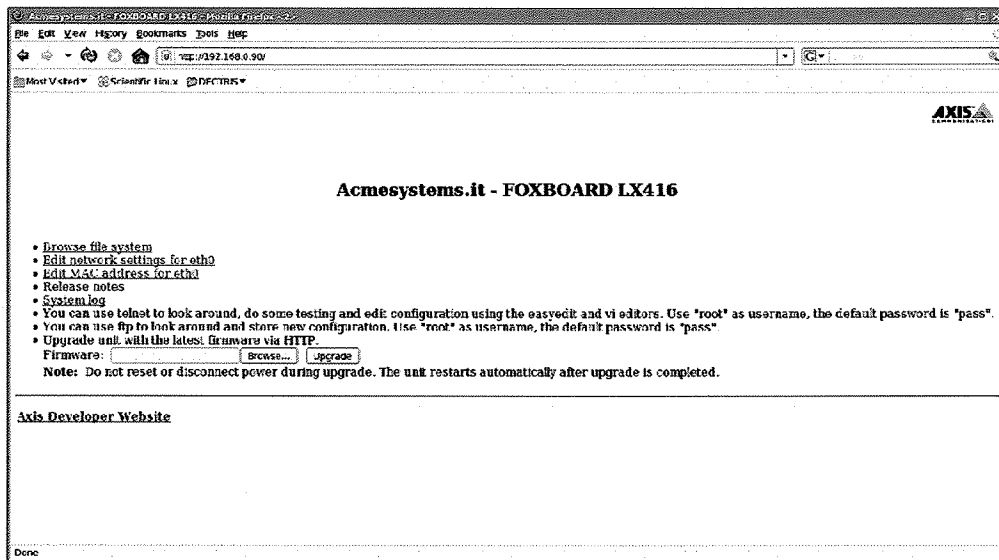 Acmesystems.it - FOXBOARD LX416 - Mozilla Firefox <2>
File Edit View History Bookmarks Tools Help
http://192.168.0.90/
G
Most Visited Scientific Linux DECTRIS
AXIS
COMMUNICATIONS
Acmesystems.it - FOXBOARD LX416
• Browse file system
• Edit network settings for eth0
• Edit MAC address for eth0
• Release notes
• System log
• You can use telnet to look around, do some testing and edit configuration using the easyedit and vi editors. Use "root" as username, the default password is "pass".
• You can use ftp to look around and store new configuration. Use "root" as username, the default password is "pass".
• Upgrade unit with the latest firmware via HTTP.
Firmware: Browse... Upgrade
Note: Do not reset or disconnect power during upgrade. The unit restarts automatically after upgrade is completed.
Axis Developer Website
Done